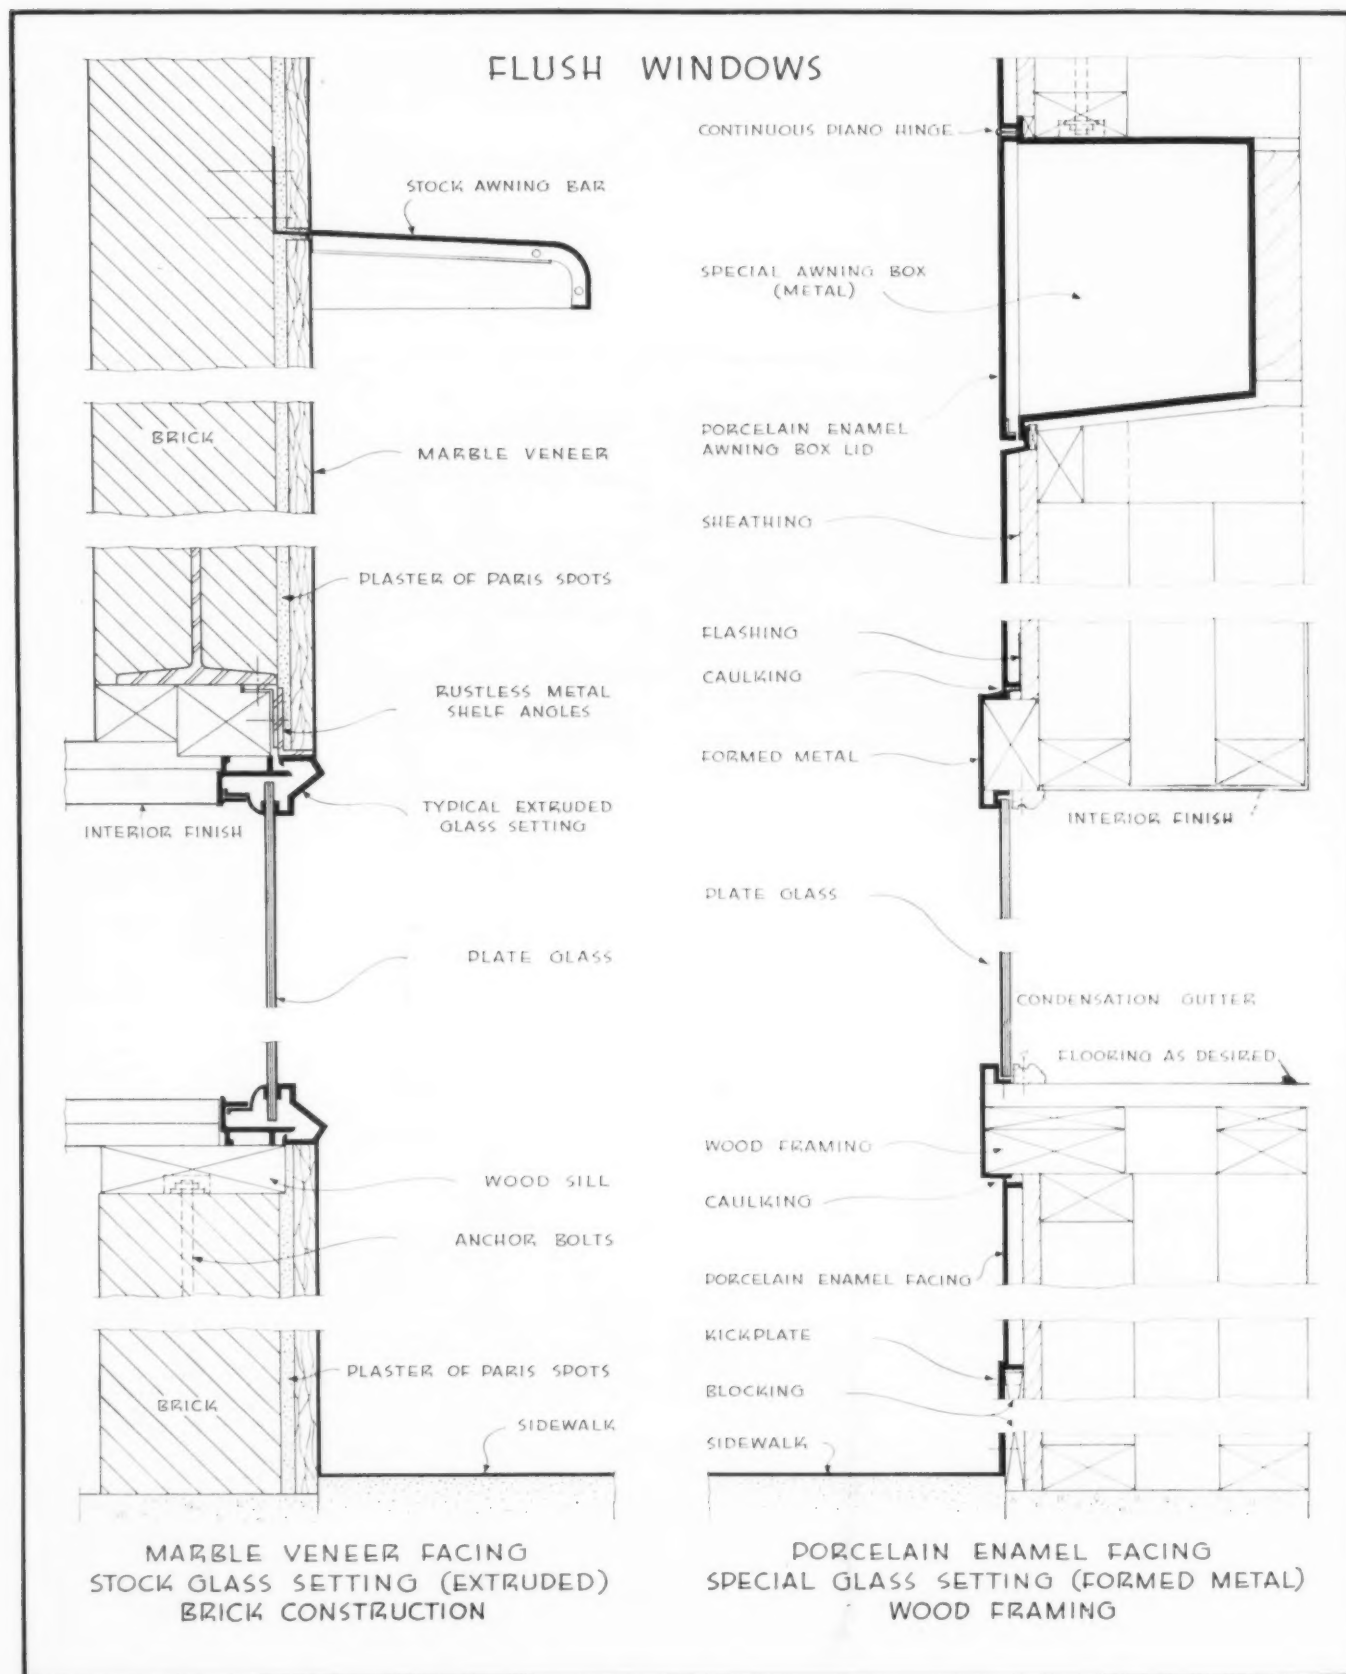 FLUSH WINDOWS
STOCK AWNING BAR
BRICK
MARBLE VENEER
PLASTER OF PARIS SPOTS
RUSTLESS METAL
SHELF ANGLES
TYPICAL EXTRUDED
GLASS SETTING
INTERIOR FINISH
PLATE GLASS
WOOD SILL
ANCHOR BOLTS
PLASTER OF PARIS SPOTS
BRICK
SIDEWALK
MARBLE VENEER FACING
STOCK GLASS SETTING (EXTRUDED)
BRICK CONSTRUCTION
CONTINUOUS PIANO HINGE
SPECIAL AWNING BOX
(METAL)
PORCELAIN ENAMEL
AWNING BOX LID
SHEATHING
FLASHING
CAULKING
FORMED METAL
INTERIOR FINISH
PLATE GLASS
CONDENSATION GUTTER
FLOORING AS DESIRED
WOOD FRAMING
CAULKING
PORCELAIN ENAMEL FACING
KICKPLATE
BLOCKING
SIDEWALK
PORCELAIN ENAMEL FACING
SPECIAL GLASS SETTING (FORMED METAL)
WOOD FRAMING